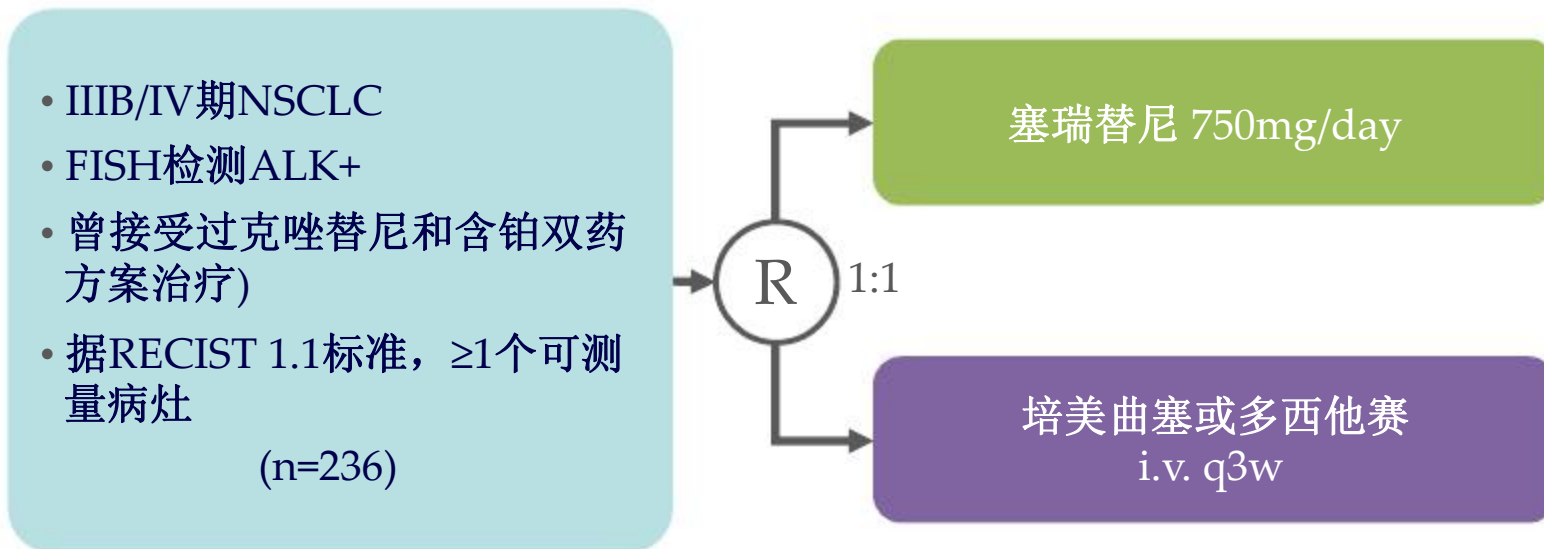 • IIIB/IV期NSCLC
• FISH检测ALK+
• 曾接受过克唑替尼和含铂双药
方案治疗)
• 据RECIST 1.1标准，≥1个可测
量病灶
(n=236)
R
1:1
塞瑞替尼 750mg/day
培美曲塞或多西他赛
i.v. q3w